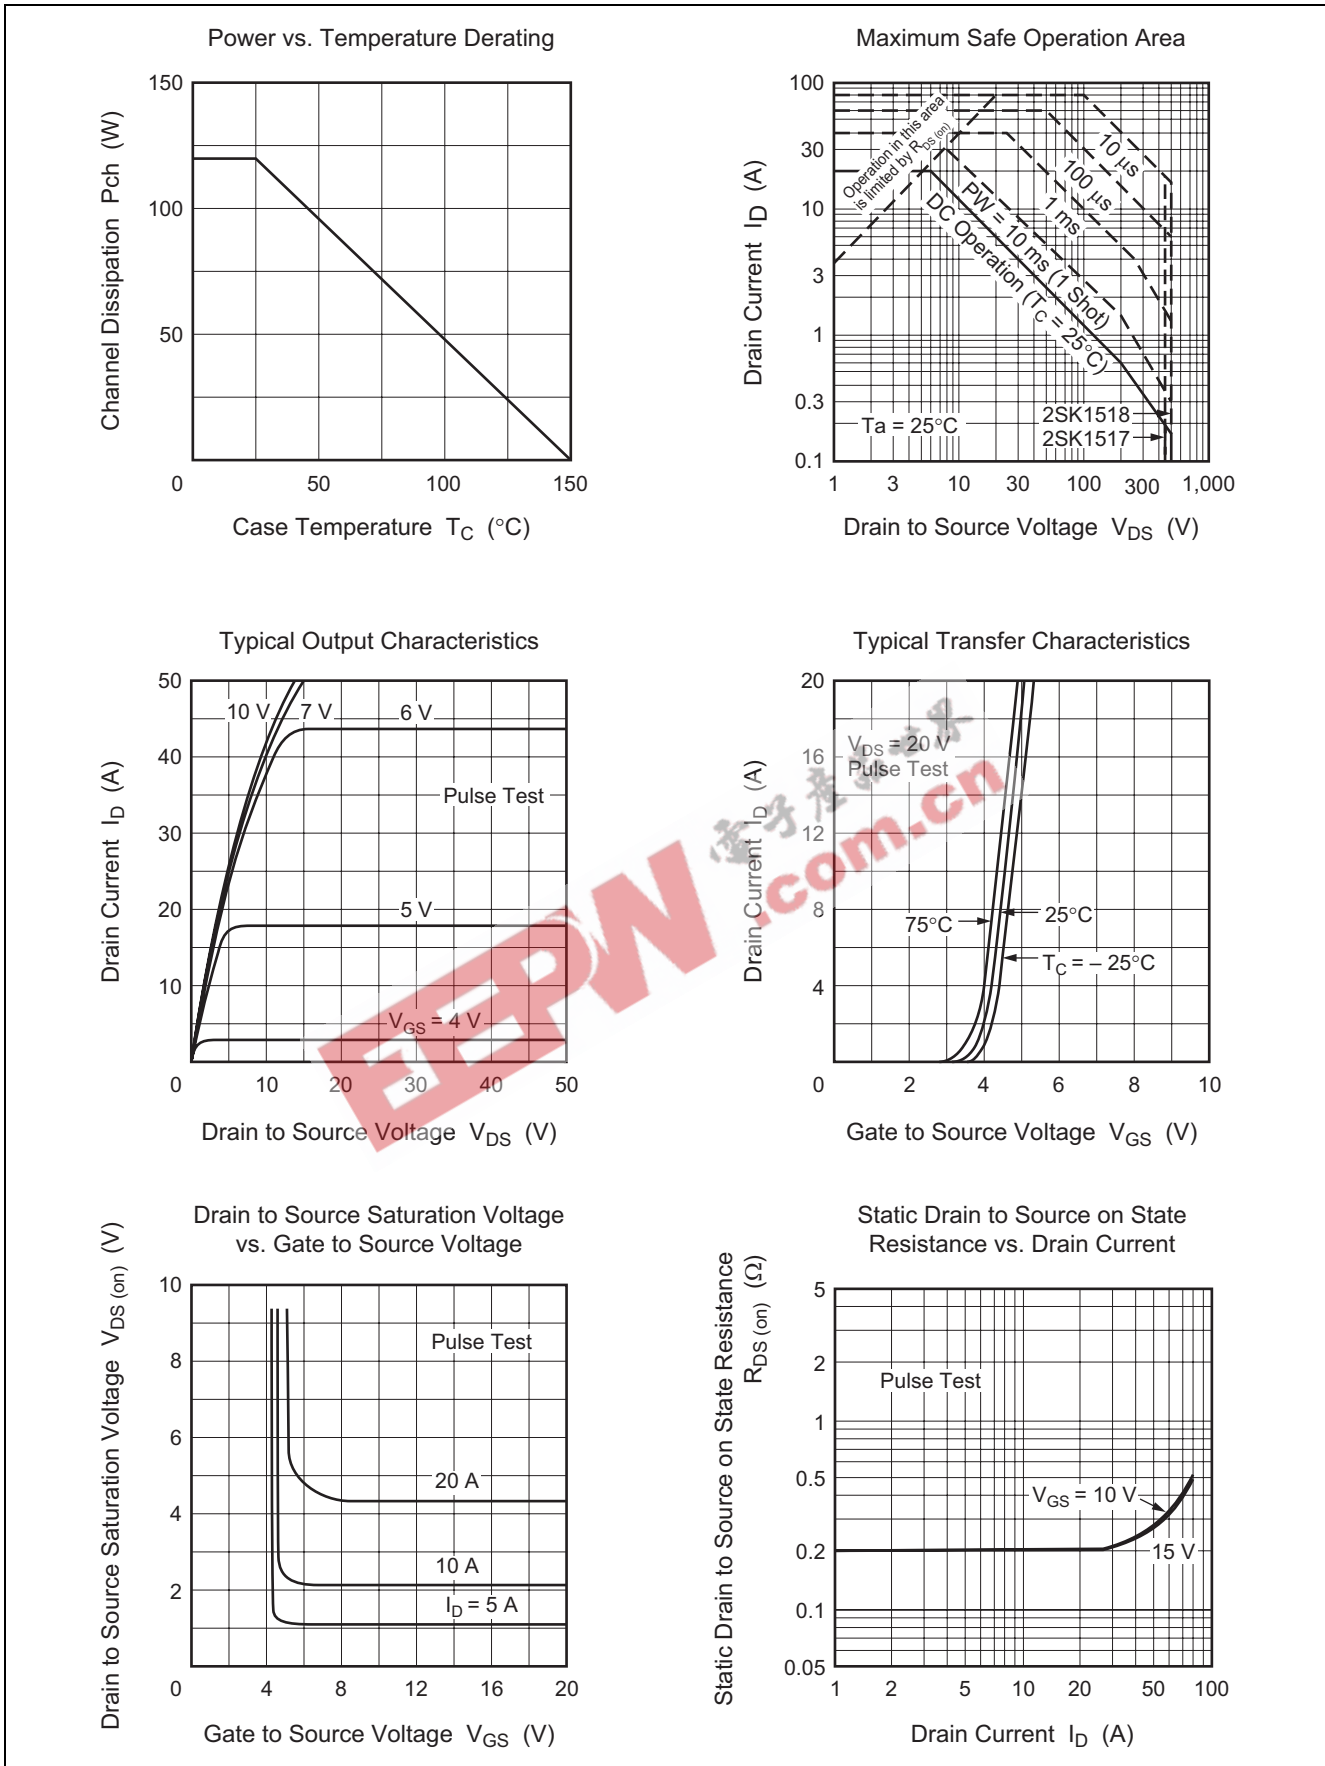 Power vs. Temperature Derating
Channel Dissipation Pch (W)
150
100
50
0
50
100
150
Case Temperature TC (°C)
Maximum Safe Operation Area
Drain Current ID (A)
100
30
10
3
1
0.3
0.1
Operation in this area
is limited by RDS (on)
10 μs
100 μs
1 ms
PW = 10 ms (1 Shot)
DC Operation (TC = 25°C)
Ta = 25°C
2SK1518
2SK1517
1
3
10
30
100
300
1,000
Drain to Source Voltage VDS (V)
Typical Output Characteristics
Drain Current ID (A)
50
40
30
20
10
0
10 V
7 V
6 V
Pulse Test
5 V
VGS = 4 V
10
20
30
40
50
Drain to Source Voltage VDS (V)
Typical Transfer Characteristics
Drain Current ID (A)
20
16
12
8
4
0
VDS = 20 V
Pulse Test
75°C
25°C
TC = – 25°C
2
4
6
8
10
Gate to Source Voltage VGS (V)
EEPW
.com.cn
電子產品世界
Drain to Source Saturation Voltage
vs. Gate to Source Voltage
Drain to Source Saturation Voltage VDS (on) (V)
10
8
6
4
2
0
Pulse Test
20 A
10 A
ID = 5 A
4
8
12
16
20
Gate to Source Voltage VGS (V)
Static Drain to Source on State
Resistance vs. Drain Current
Static Drain to Source on State Resistance
RDS (on) (Ω)
5
2
1
0.5
0.2
0.1
0.05
Pulse Test
VGS = 10 V
15 V
1
2
5
10
20
50
100
Drain Current ID (A)